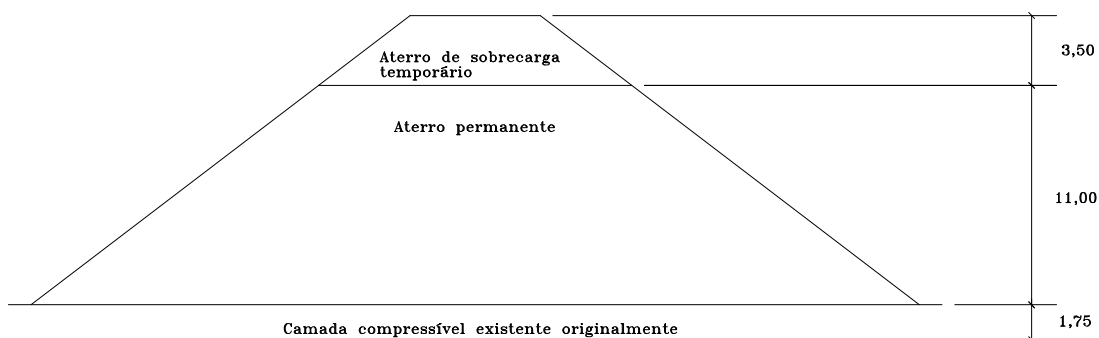 Aterro de sobrecarga
temporário
3,50
Aterro permanente
11,00
Camada compressível existente originalmente
1,75